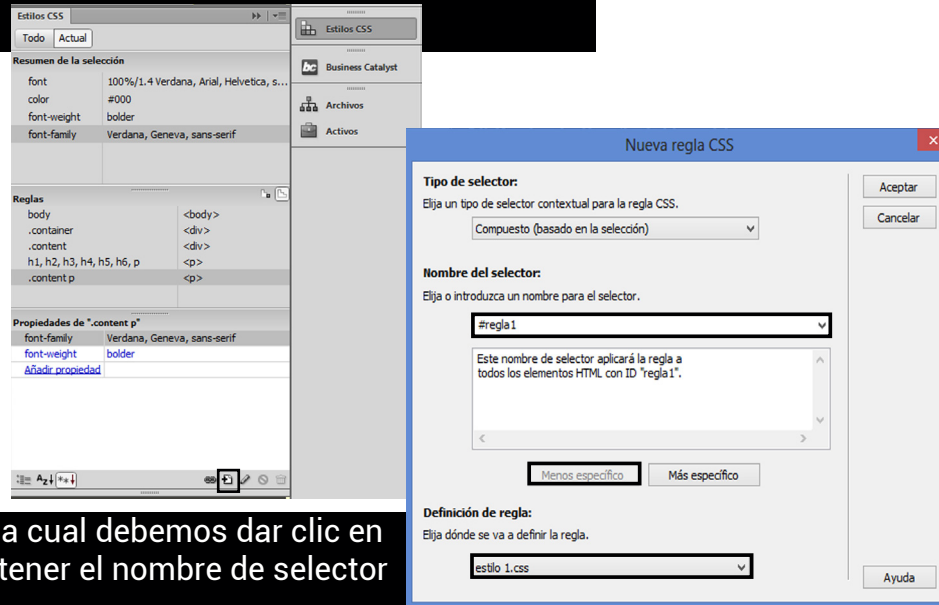 Estilos CSS
Todo Actual
Resumen de la selección
font 100%/1.4 Verdana, Arial, Helvetica, s...
color #000
font-weight bolder
font-family Verdana, Geneva, sans-serif
Reglas
body <body>
.container <div>
.content <div>
h1, h2, h3, h4, h5, h6, p <p>
.content p <p>
Propiedades de ".content p"
font-family Verdana, Geneva, sans-serif
font-weight bolder
Añadir propiedad
Estilos CSS
Business Catalyst
Archivos
Activos
a cual debemos dar clic en
tener el nombre de selector
Nueva regla CSS
Tipo de selector:
Elija un tipo de selector contextual para la regla CSS.
Compuesto (basado en la selección)
Nombre del selector:
Elija o introduzca un nombre para el selector.
#regla1
Este nombre de selector aplicará la regla a
todos los elementos HTML con ID "regla1".
Menos específico Más específico
Definición de regla:
Elija dónde se va a definir la regla.
estilo 1.css
Aceptar
Cancelar
Ayuda